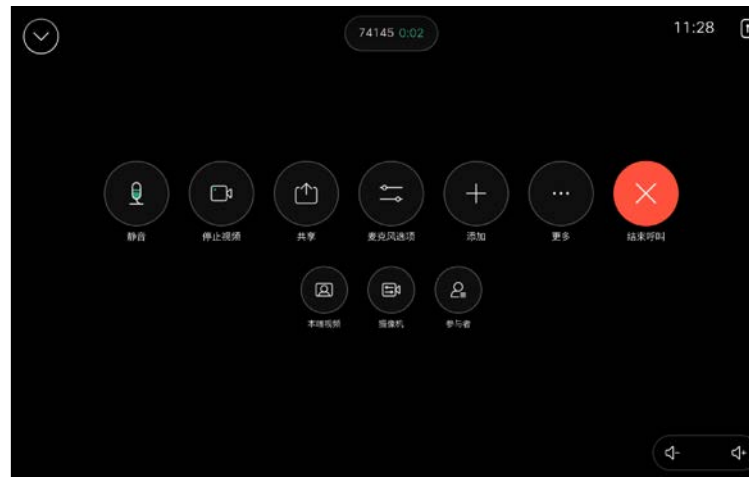 74145 0:02
11:28
静音
停止视频
共享
麦克风选项
添加
更多
结束呼叫
本端视频
摄像机
参与者